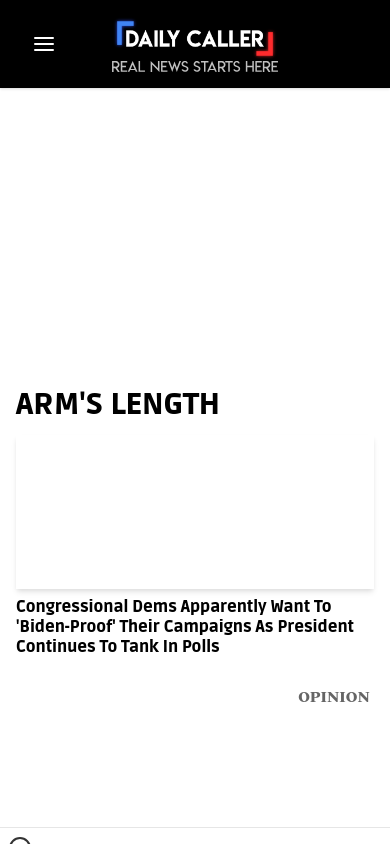 DAILY CALLER
REAL NEWS STARTS HERE
ARM'S LENGTH
Congressional Dems Apparently Want To
'Biden-Proof' Their Campaigns As President
Continues To Tank In Polls
OPINION